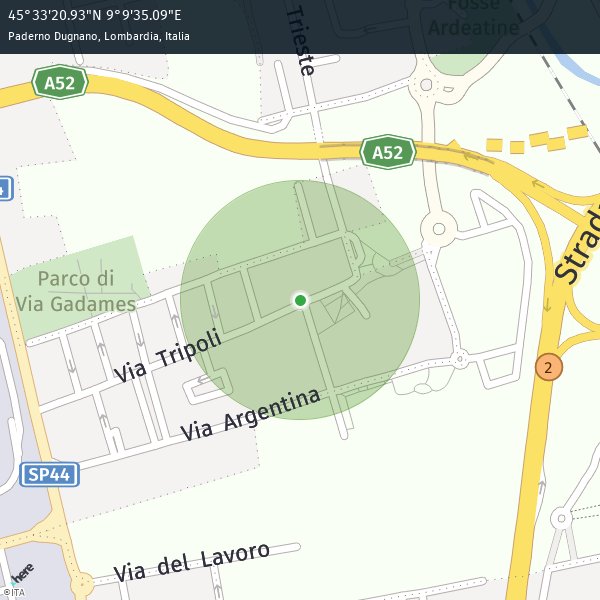 45°33'20.93"N 9°9'35.09"E
Paderno Dugnano, Lombardia, Italia
Fosse
Ardeatine
Trieste
A52
A52
4
Strad
Parco di
Via Gadames
Via Tripoli
Via Argentina
2
SP44
Via del Lavoro
here
©ITA